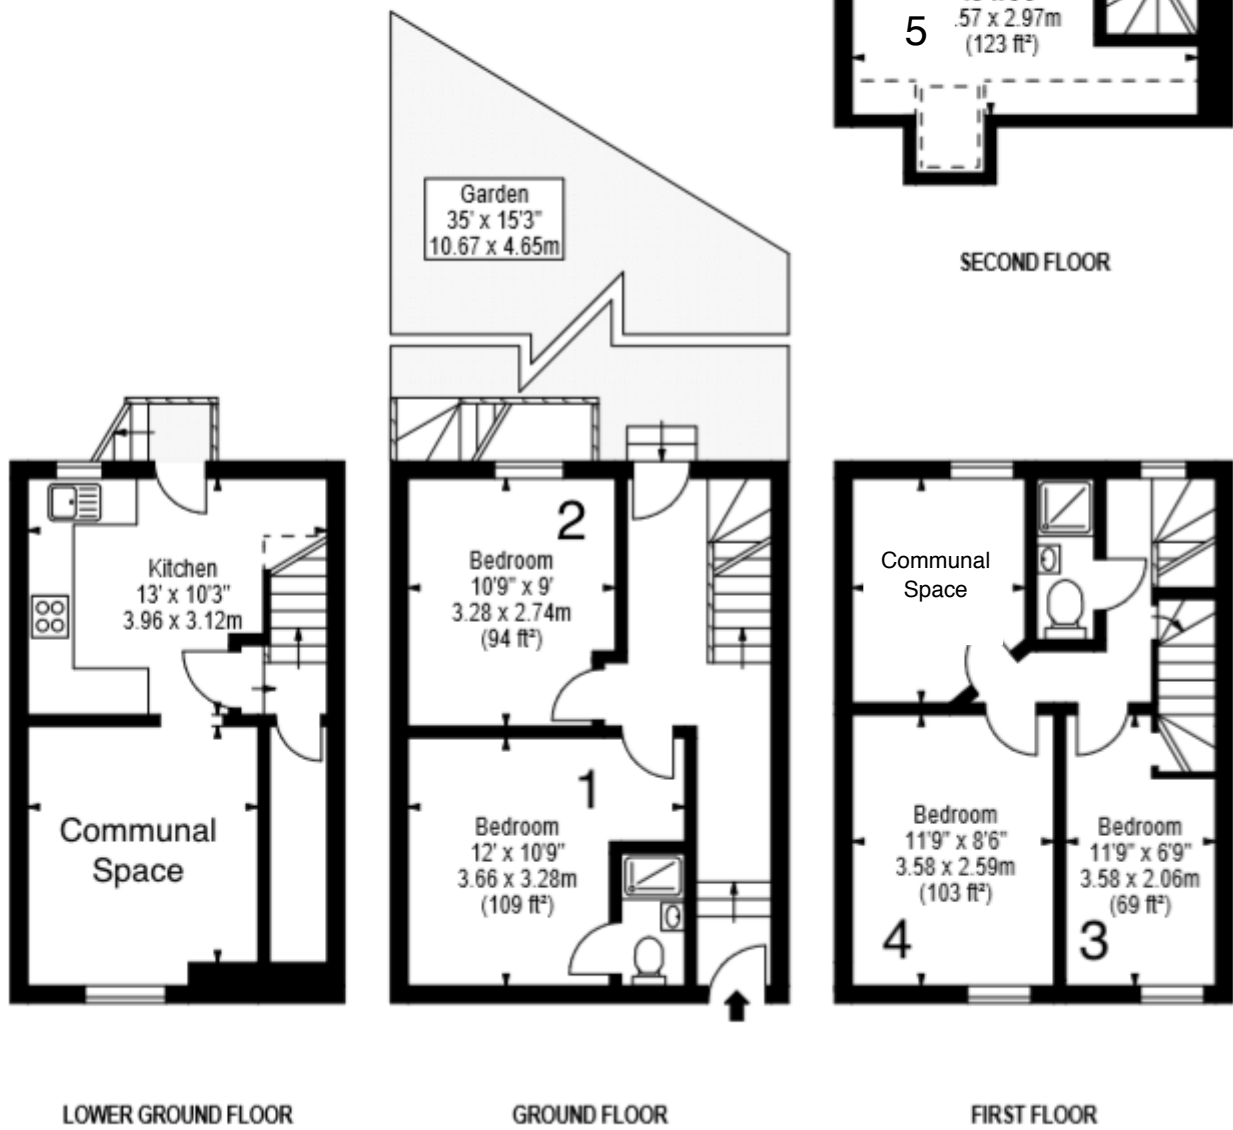 5
.57 x 2.97m
(123 ft²)
SECOND FLOOR
Garden
35' x 15'3"
10.67 x 4.65m
Kitchen
13' x 10'3"
3.96 x 3.12m
Communal
Space
LOWER GROUND FLOOR
2
Bedroom
10'9" x 9'
3.28 x 2.74m
(94 ft²)
1
Bedroom
12' x 10'9"
3.66 x 3.28m
(109 ft²)
GROUND FLOOR
Communal
Space
Bedroom
11'9" x 8'6"
3.58 x 2.59m
(103 ft²)
4
Bedroom
11'9" x 6'9"
3.58 x 2.06m
(69 ft²)
3
FIRST FLOOR